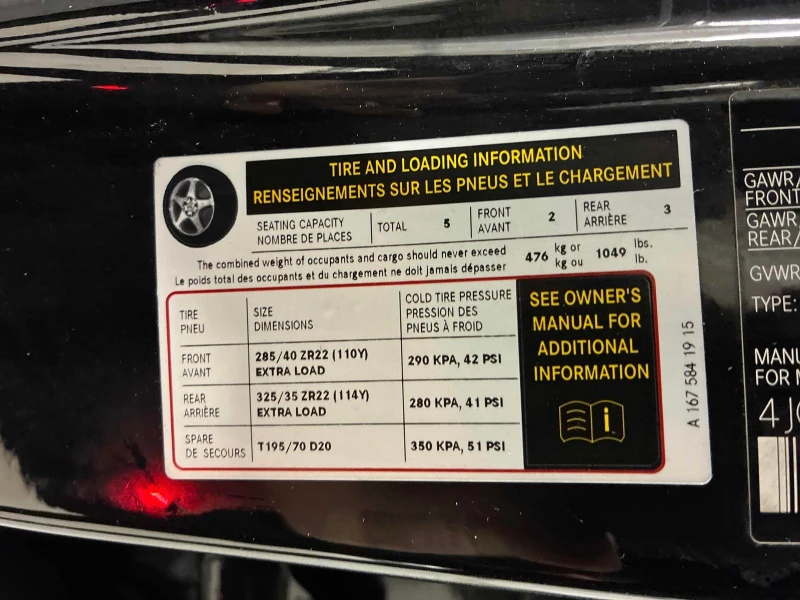 TIRE AND LOADING INFORMATION
RENSEIGNEMENTS SUR LES PNEUS ET LE CHARGEMENT
SEATING CAPACITY
NOMBRE DE PLACES
TOTAL 5
FRONT
AVANT
2
REAR
ARRIÈRE
3
The combined weight of occupants and cargo should never exceed
Le poids total des occupants et du chargement ne doit jamais dépasser
476 kg or
kg ou
1049 lbs.
lb.
TIRE
PNEU
SIZE
DIMENSIONS
COLD TIRE PRESSURE
PRESSION DES
PNEUS À FROID
FRONT
AVANT
285/40 ZR22 (110Y)
EXTRA LOAD
290 KPA, 42 PSI
REAR
ARRIÈRE
325/35 ZR22 (114Y)
EXTRA LOAD
280 KPA, 41 PSI
SPARE
DE SECOURS
T195/70 D20
350 KPA, 51 PSI
SEE OWNER'S
MANUAL FOR
ADDITIONAL
INFORMATION
i
A 167 584 19 15
GAWR/
FRONT
GAWR
REAR/
GVWR
TYPE:
MANU
FOR M
4 J